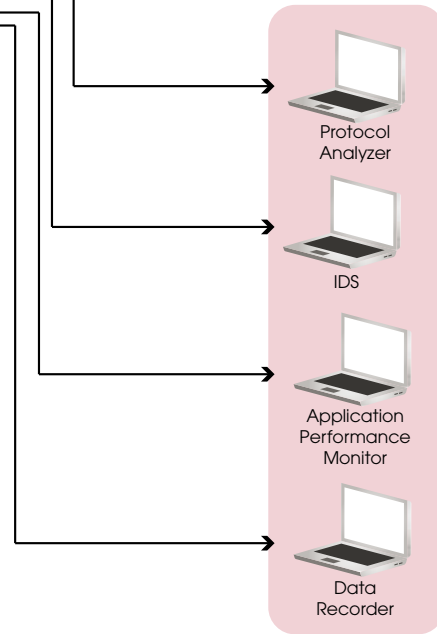 Protocol
Analyzer
IDS
Application
Performance
Monitor
Data
Recorder